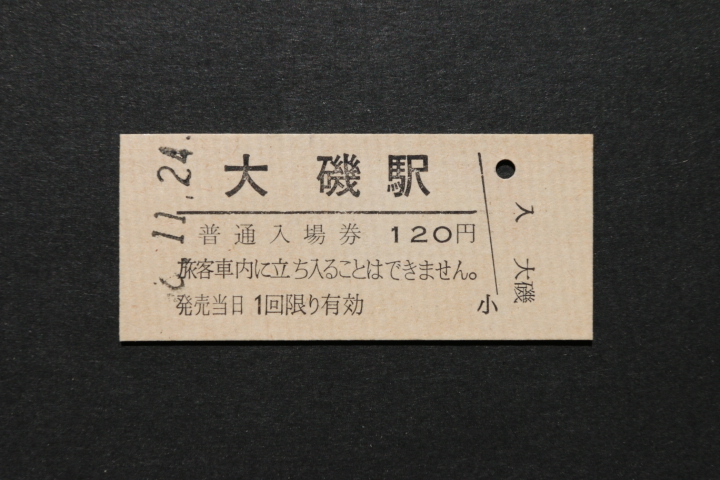 大磯駅
普通入場券 120円
旅客車内に立ち入ることはできません。
発売当日1回限り有効
小
入
大磯
11.24.